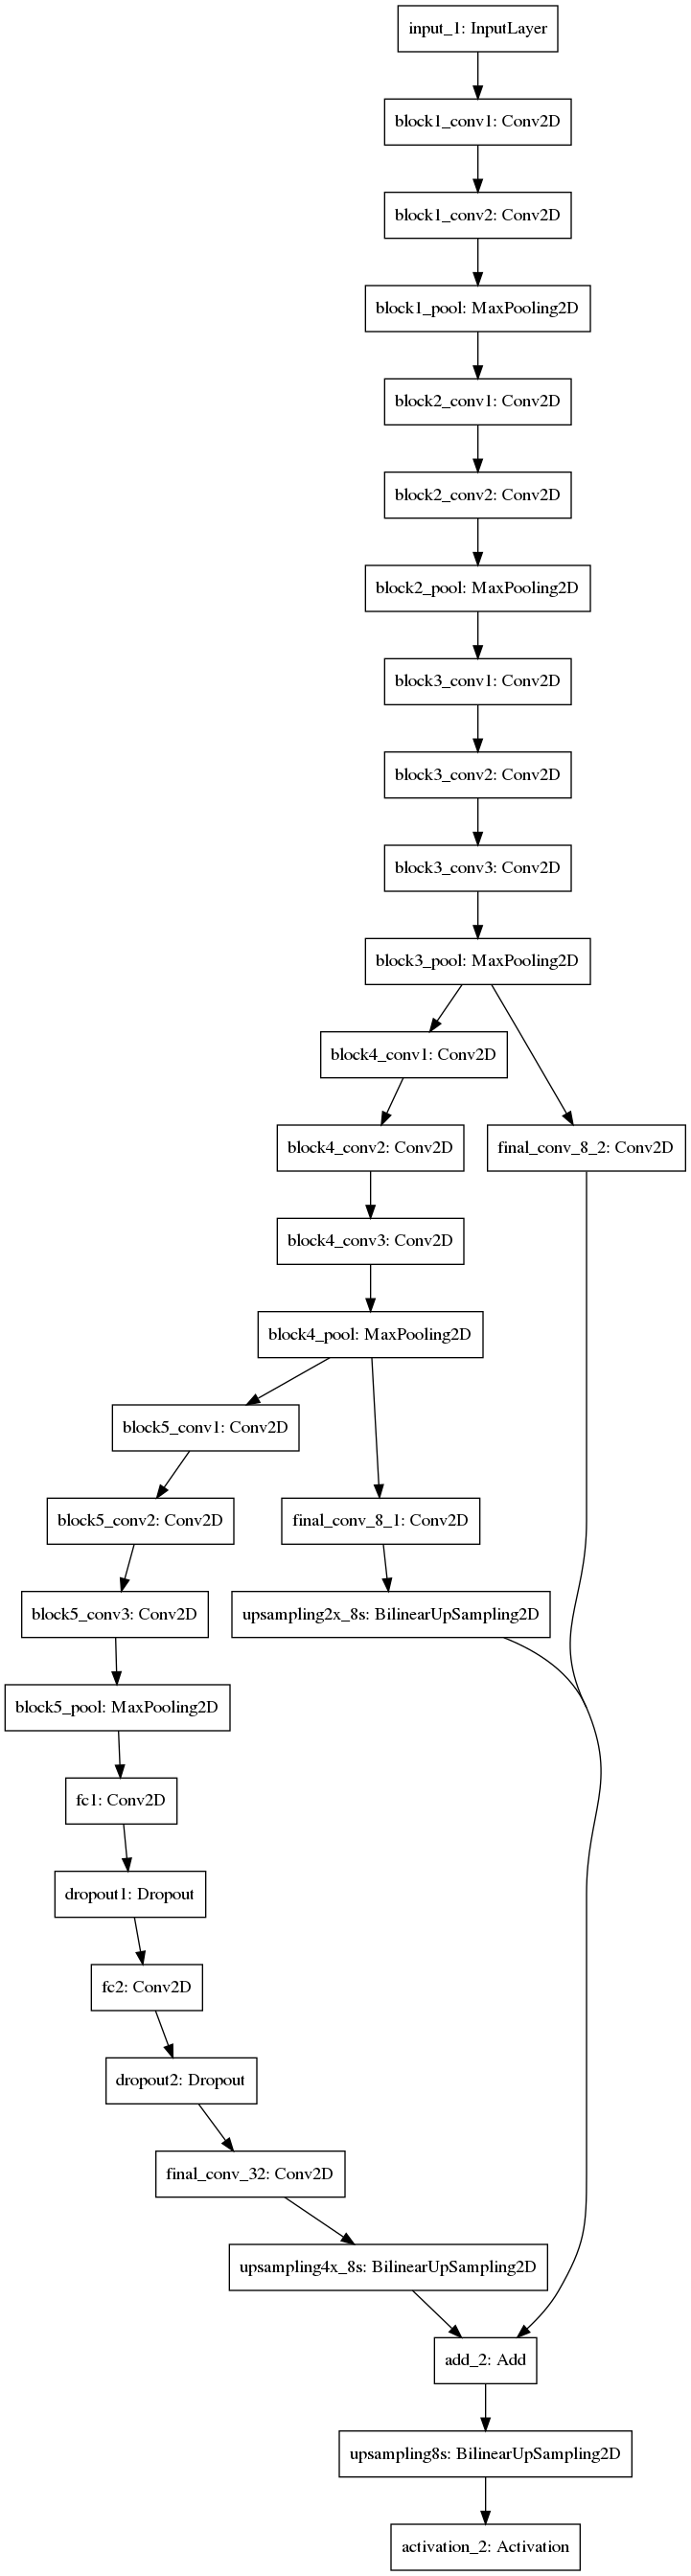 input_1: InputLayer
block1_conv1: Conv2D
block1_conv2: Conv2D
block1_pool: MaxPooling2D
block2_conv1: Conv2D
block2_conv2: Conv2D
block2_pool: MaxPooling2D
block3_conv1: Conv2D
block3_conv2: Conv2D
block3_conv3: Conv2D
block3_pool: MaxPooling2D
block4_conv1: Conv2D
block4_conv2: Conv2D
final_conv_8_2: Conv2D
block4_conv3: Conv2D
block4_pool: MaxPooling2D
block5_conv1: Conv2D
block5_conv2: Conv2D
final_conv_8_1: Conv2D
block5_conv3: Conv2D
upsampling2x_8s: BilinearUpSampling2D
block5_pool: MaxPooling2D
fc1: Conv2D
dropout1: Dropout
fc2: Conv2D
dropout2: Dropout
final_conv_32: Conv2D
upsampling4x_8s: BilinearUpSampling2D
add_2: Add
upsampling8s: BilinearUpSampling2D
activation_2: Activation